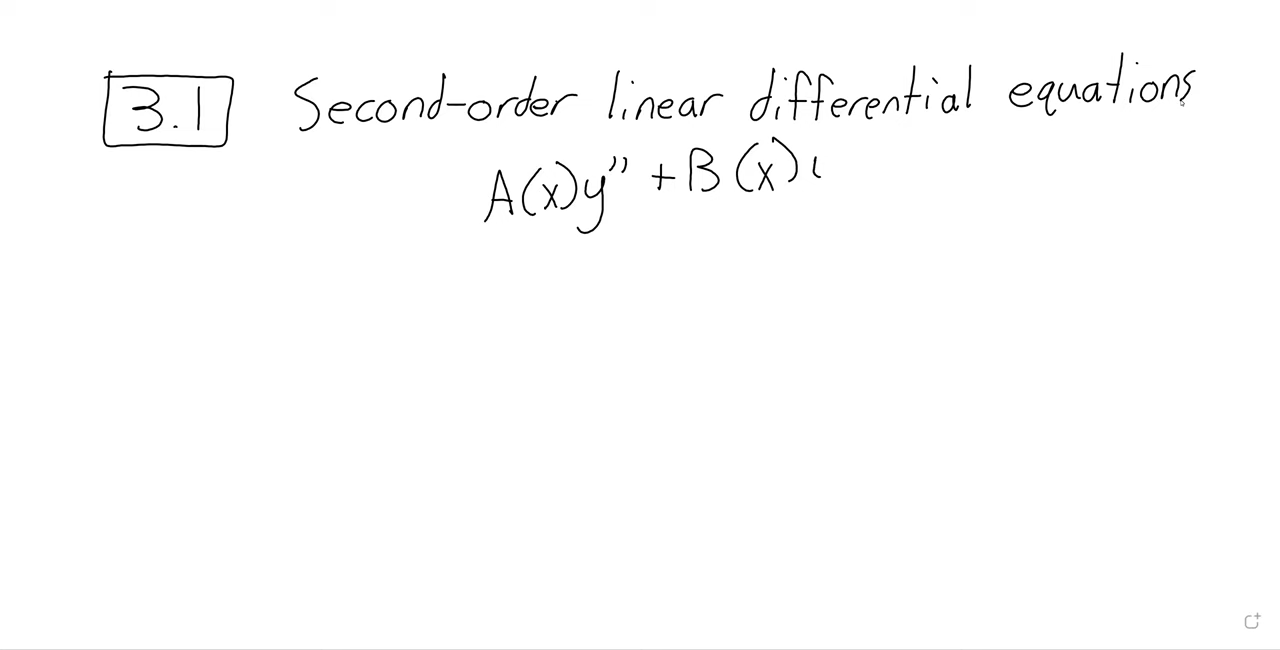 3.1 Second-order linear differential equations
A(x)y'' + B(x)